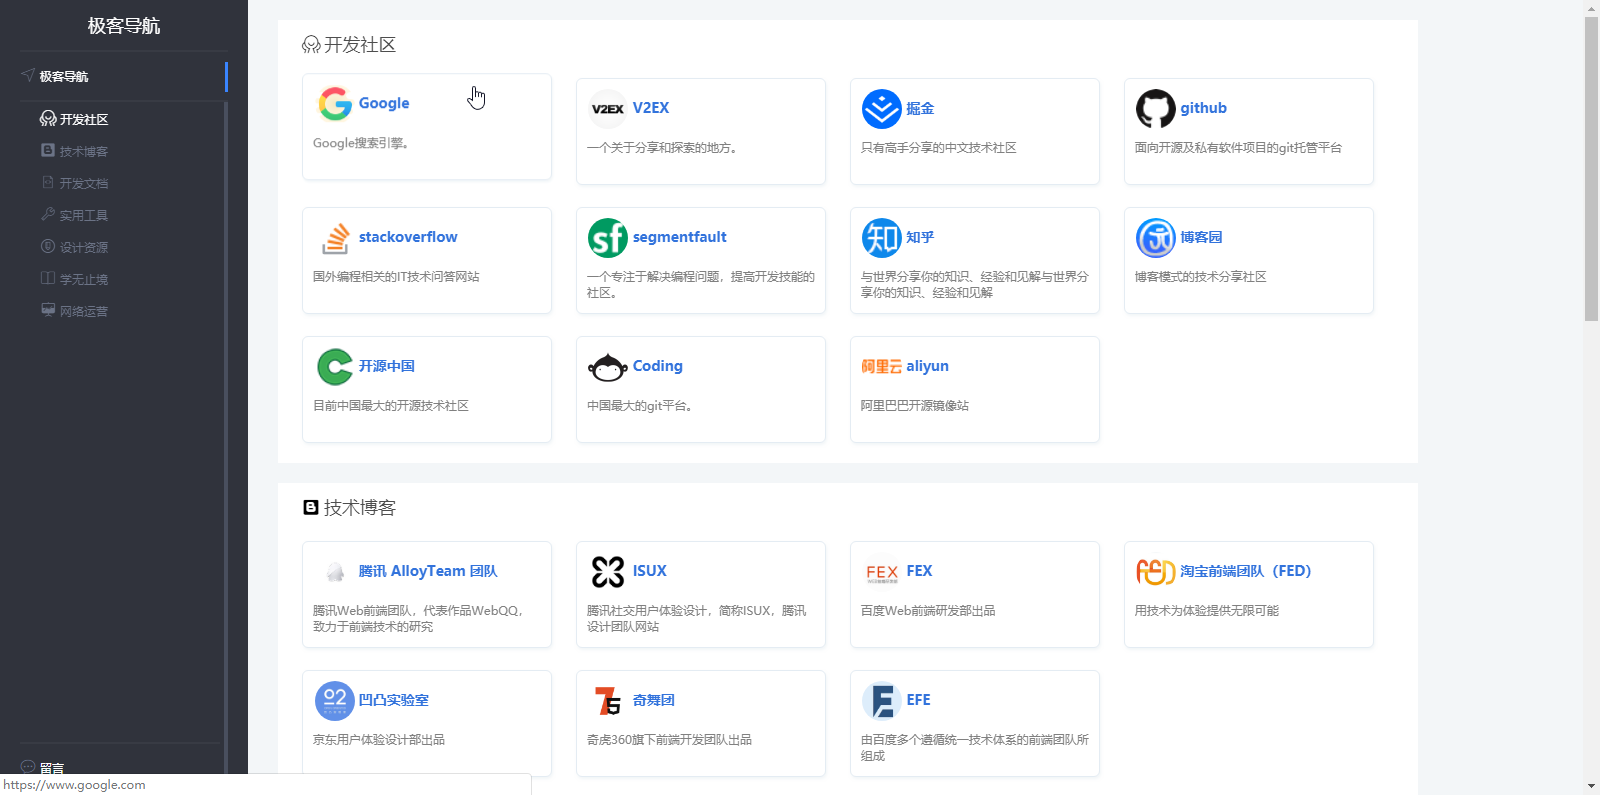 极客导航
极客导航
开发社区
技术博客
开发文档
实用工具
设计资源
学无止境
网络运营
留言
https://www.google.com
开发社区
Google
Google搜索引擎。
V2EX
V2EX
一个关于分享和探索的地方。
掘金
只有高手分享的中文技术社区
github
面向开源及私有软件项目的git托管平台
stackoverflow
国外编程相关的IT技术问答网站
sf
segmentfault
一个专注于解决编程问题，提高开发技能的
社区。
知
知乎
与世界分享你的知识、经验和见解与世界分
享你的知识、经验和见解
博客园
博客模式的技术分享社区
开源中国
目前中国最大的开源技术社区
Coding
中国最大的git平台。
阿里云
aliyun
阿里巴巴开源镜像站
技术博客
腾讯 AlloyTeam 团队
腾讯Web前端团队，代表作品WebQQ，
致力于前端技术的研究
ISUX
腾讯社交用户体验设计，简称ISUX，腾讯
设计团队网站
FEX
FEX
百度Web前端研发部出品
FED
淘宝前端团队（FED）
用技术为体验提供无限可能
凹凸实验室
京东用户体验设计部出品
75
奇舞团
奇虎360旗下前端开发团队出品
EFE
由百度多个遵循统一技术体系的前端团队所
组成